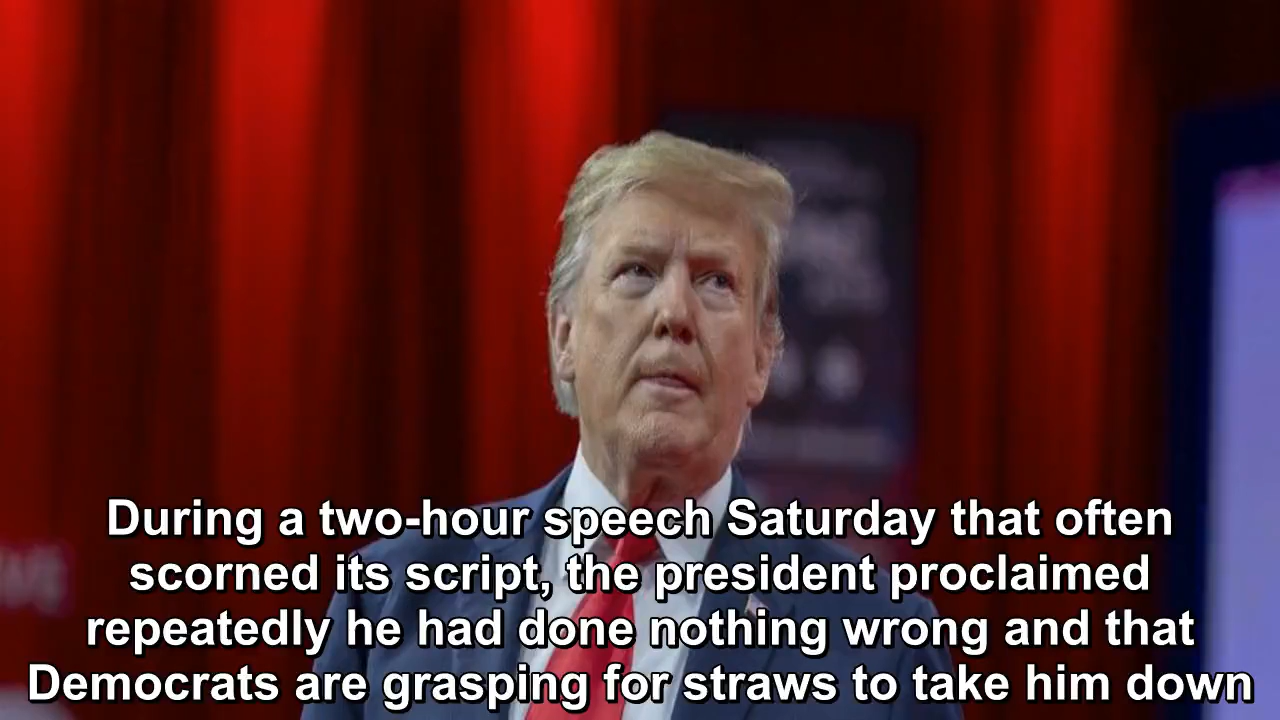 During a two-hour speech Saturday that often
scorned its script, the president proclaimed
repeatedly he had done nothing wrong and that
Democrats are grasping for straws to take him down